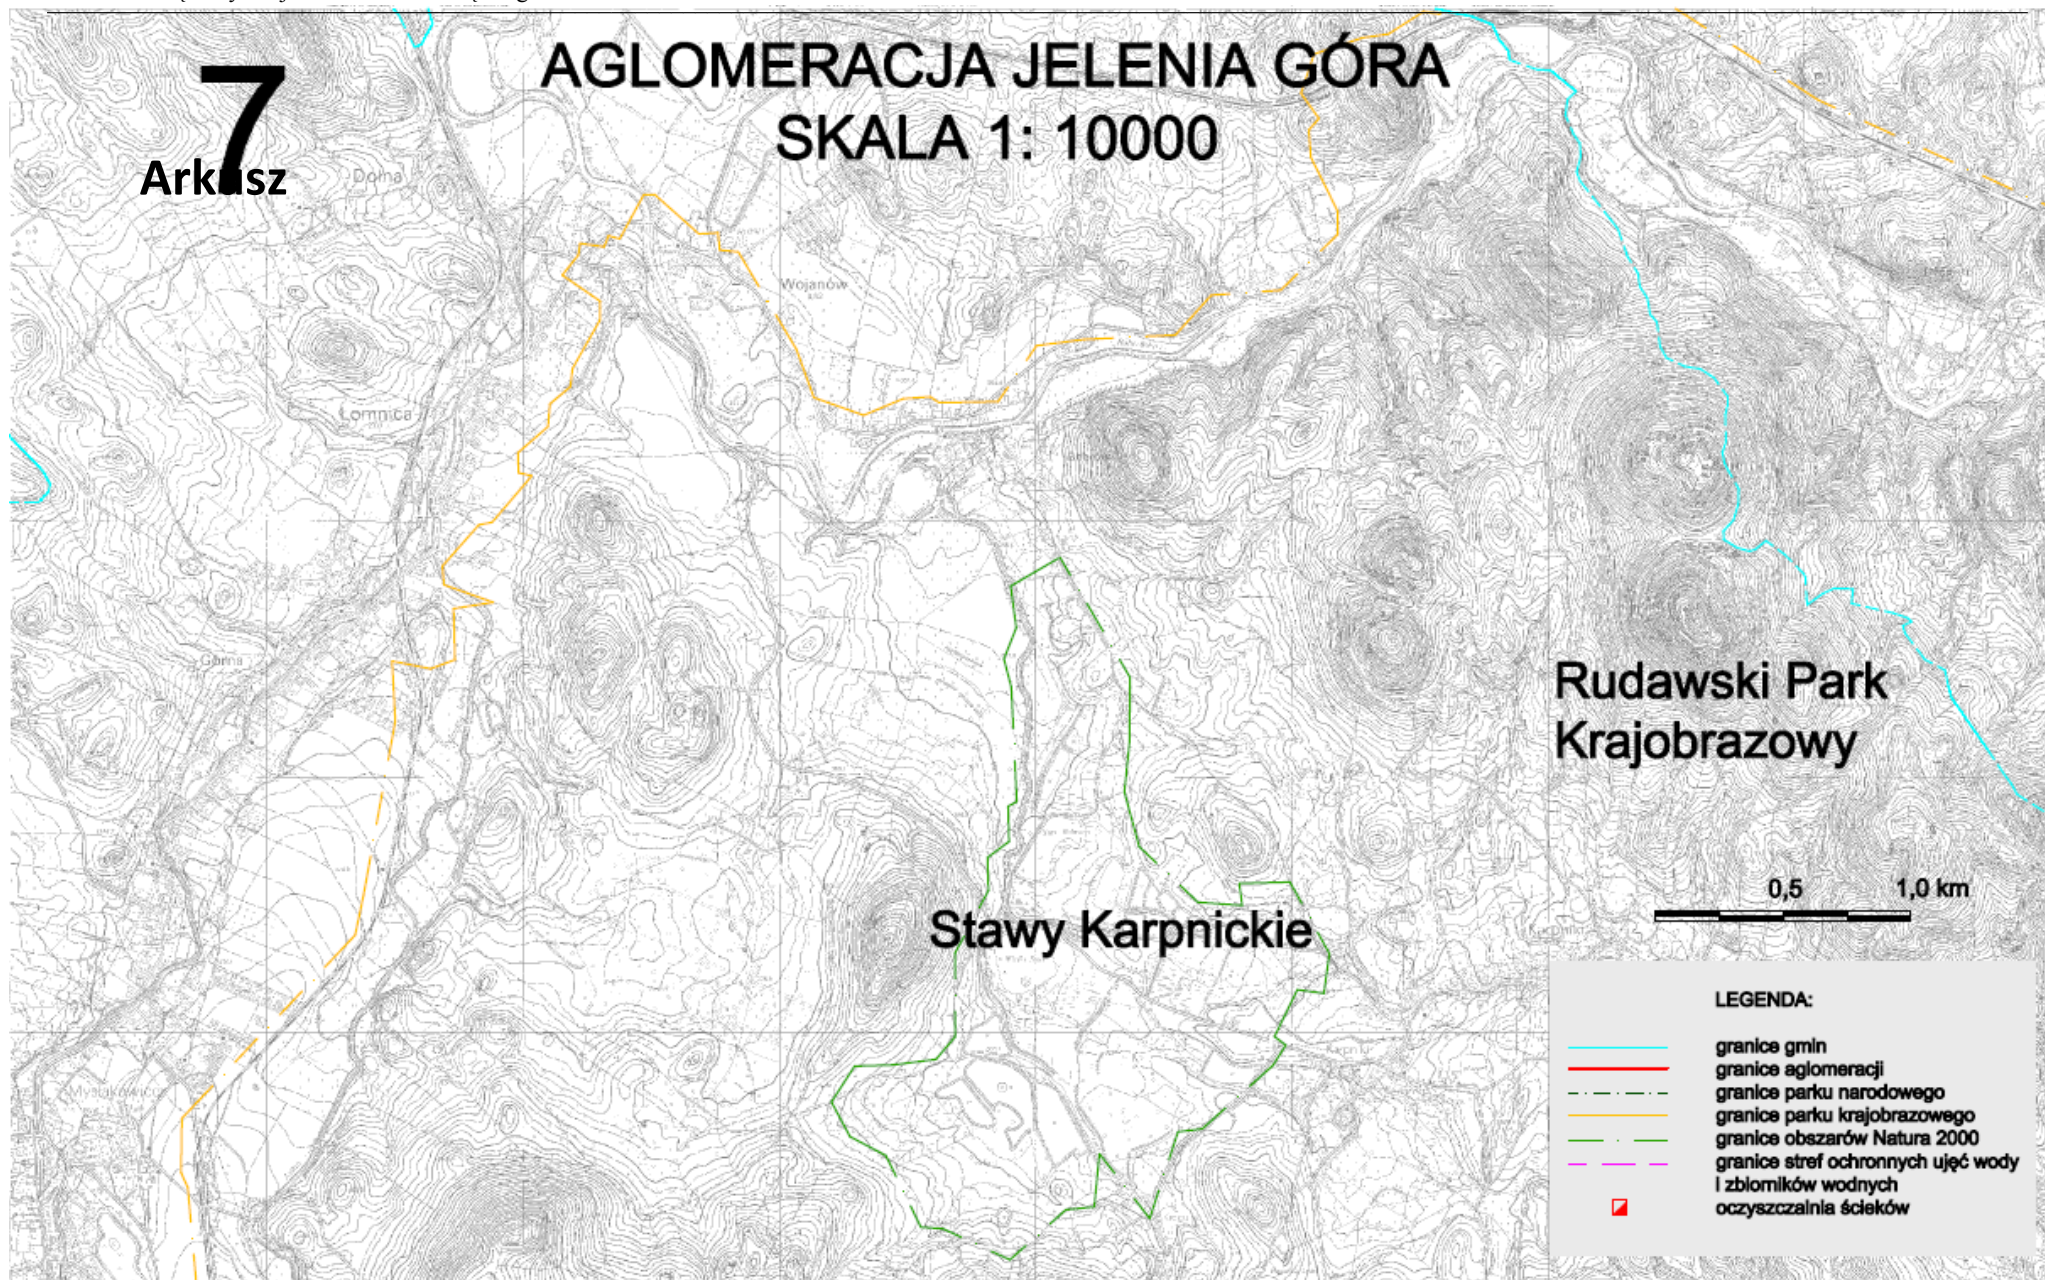 AGLOMERACJA JELENIA GÓRA
SKALA 1: 10000
7
Arkusz
Dolna
Wojanów
Łomnica
Górna
Rudawski Park
Krajobrazowy
0,5 1,0 km
Stawy Karpnickie
Mysłakowice
LEGENDA:
granice gmin
granice aglomeracji
granice parku narodowego
granice parku krajobrazowego
granice obszarów Natura 2000
granice stref ochronnych ujęć wody
i zbiorników wodnych
oczyszczalnia ścieków